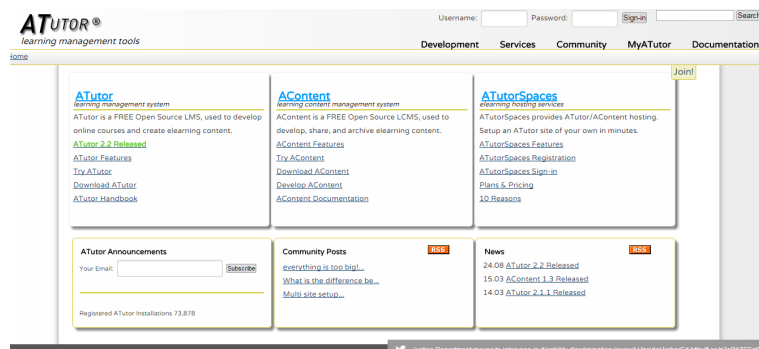 ATUTOR ®
learning management tools
Username:
Password:
Sign-in
Search
Development Services Community MyATutor Documentation
Home
Join!
ATutor
learning management system
ATutor is a FREE Open Source LMS, used to develop
online courses and create elearning content.
ATutor 2.2 Released
ATutor Features
Try ATutor
Download ATutor
ATutor Handbook
AContent
learning content management system
AContent is a FREE Open Source LCMS, used to
develop, share, and archive elearning content.
AContent Features
Try AContent
Download AContent
Develop AContent
AContent Documentation
ATutorSpaces
elearning hosting services
ATutorSpaces provides ATutor/AContent hosting.
Setup an ATutor site of your own in minutes.
ATutorSpaces Features
ATutorSpaces Registration
ATutorSpaces Sign-in
Plans & Pricing
10 Reasons
ATutor Announcements
Your Email:
Subscribe
Registered ATutor Installations 73,878
Community Posts
RSS
everything is too big!...
What is the difference be...
Multi site setup...
News
RSS
24.08 ATutor 2.2 Released
15.03 AContent 1.3 Released
14.03 ATutor 2.1.1 Released